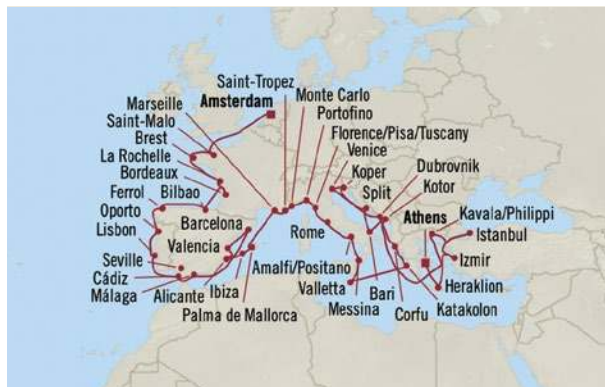 Saint-Tropez
Monte Carlo
Marseille
Amsterdam
Portofino
Saint-Malo
Florence/Pisa/Tuscany
Brest
Venice
La Rochelle
Koper
Dubrovnik
Bordeaux
Split
Kotor
Ferrol
Bilbao
Oporto
Barcelona
Athens
Kavala/Philippi
Lisbon
Valencia
Rome
Istanbul
Seville
Amalfi/Positano
Izmir
Cádiz
Valletta
Heraklion
Málaga
Alicante
Ibiza
Bari
Katakolon
Palma de Mallorca
Messina
Corfu